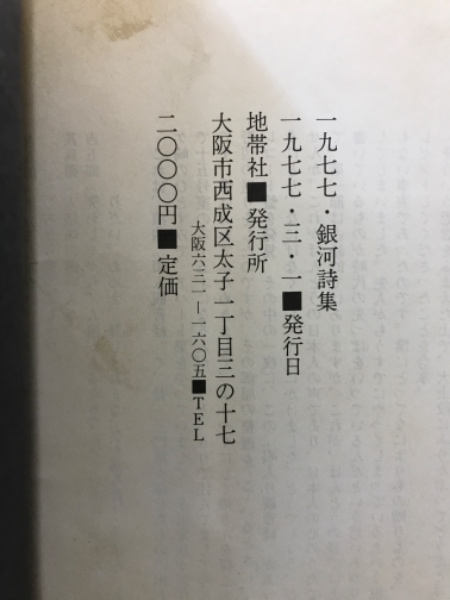 一九七七・銀河詩集
一九七七・三・一■発行日
地帯社■発行所
大阪市西成区太子一丁目三の十七
大阪六三一―一六〇五■TEL
二〇〇〇円■定価